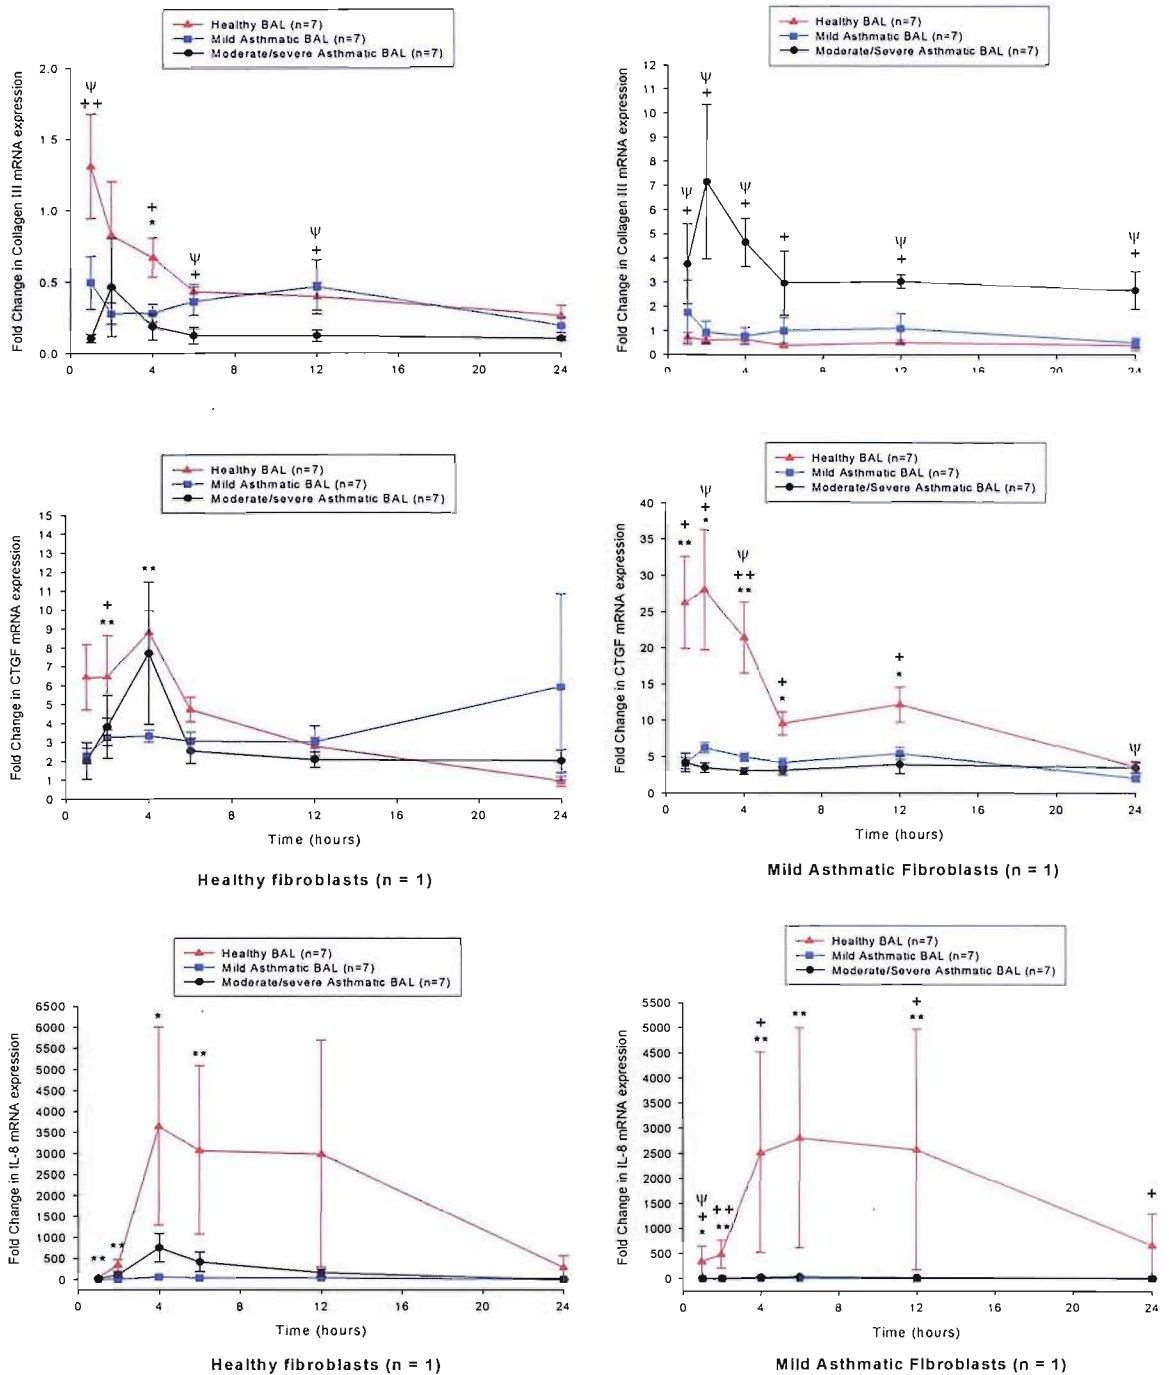 Healthy BAL (n=7)
Mild Asthmatic BAL (n=7)
Moderate/severe Asthmatic BAL (n=7)
Fold Change in Collagen III mRNA expression
2.0
1 5
1.0
0.5
0.0
Ψ
+ +
+
*
Ψ
+
Ψ
+
0 4 8 12 16 20 24
Healthy BAL (n=7)
Mild Asthmatic BAL (n=7)
Moderate/Severe Asthmatic BAL (n=7)
Fold Change in Collagen III mRNA expression
12
11
10
9
8
7
6
5
4
3
2
1
0
Ψ
+
Ψ
+
Ψ
+
+
Ψ
+
Ψ
+
0 4 8 12 16 20 24
Healthy BAL (n=7)
Mild Asthmatic BAL (n=7)
Moderate/severe Asthmatic BAL (n=7)
Fold Change in CTGF mRNA expression
15
14
13
12
11
10
9
8
7
6
5
4
3
2
1
0
+
**
**
0 4 8 12 16 20 24
Time (hours)
Healthy fibroblasts (n = 1)
Healthy BAL (n=7)
Mild Asthmatic BAL (n=7)
Moderate/Severe Asthmatic BAL (n=7)
Fold Change in CTGF mRNA expression
40
35
30
25
20
15
10
5
0
+
**
Ψ
+
*
Ψ
+ +
**
+
*
+
*
Ψ
0 4 8 12 16 20 24
Time (hours)
Mild Asthmatic Fibroblasts (n = 1)
Healthy BAL (n=7)
Mild Asthmatic BAL (n=7)
Moderate/severe Asthmatic BAL (n=7)
Fold Change in IL-8 mRNA expression
6500
6000
5500
5000
4500
4000
3500
3000
2500
2000
1500
1000
500
0
**
**
*
**
0 4 8 12 16 20 24
Time (hours)
Healthy fibroblasts (n = 1)
Healthy BAL (n=7)
Mild Asthmatic BAL (n=7)
Moderate/Severe Asthmatic BAL (n=7)
Fold Change in IL-8 mRNA expression
5500
5000
4500
4000
3500
3000
2500
2000
1500
1000
500
0
Ψ
+
*
+ +
**
+
**
**
+
**
+
0 4 8 12 16 20 24
Time (hours)
Mild Asthmatic Fibroblasts (n = 1)